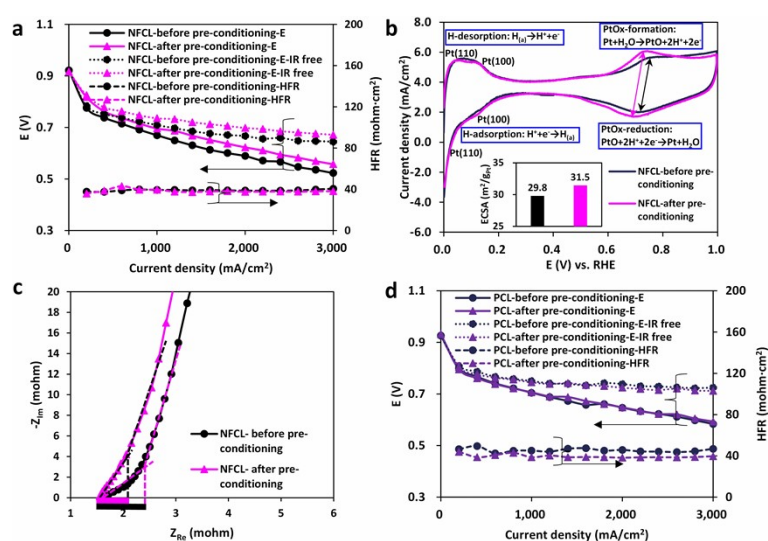 a
NFCL-before pre-conditioning-E
NFCL-after pre-conditioning-E
NFCL-before pre-conditioning-E-IR free
NFCL-after pre-conditioning-E-IR free
NFCL-before pre-conditioning-HFR
NFCL-after pre-conditioning-HFR
1.1
0.9
0.7
0.5
0.3
E (V)
200
160
120
80
40
0
HFR (mohm·cm²)
0 1,000 2,000 3,000
Current density (mA/cm²)
b
H-desorption: H(a)→H⁺+e⁻
PtOx-formation:
Pt+H₂O→PtO+2H⁺+2e⁻
Pt(110)
Pt(100)
Pt(100)
H-adsorption: H⁺+e⁻→H(a)
Pt(110)
PtOx-reduction:
PtO+2H⁺+2e⁻→Pt+H₂O
8.0
6.0
4.0
2.0
0.0
2.0
4.0
6.0
Current density (mA/cm²)
35
30
25
ECSA (m²/gPt)
29.8
31.5
NFCL-before pre-
conditioning
NFCL-after pre-
conditioning
0.0 0.2 0.4 0.6 0.8 1.0
E (V) vs. RHE
c
20
18
16
14
12
10
8
6
4
2
0
-ZIm (mohm)
NFCL- before pre-
conditioning
NFCL- after pre-
conditioning
1 2 3 4 5 6
ZRe (mohm)
d
PCL-before pre-conditioning-E
PCL-after pre-conditioning-E
PCL-before pre-conditioning-E-IR free
PCL-after pre-conditioning-E-IR free
PCL-before pre-conditioning-HFR
PCL-after pre-conditioning-HFR
1.1
0.9
0.7
0.5
0.3
E (V)
200
160
120
80
40
0
HFR (mohm·cm²)
0 1,000 2,000 3,000
Current density (mA/cm²)